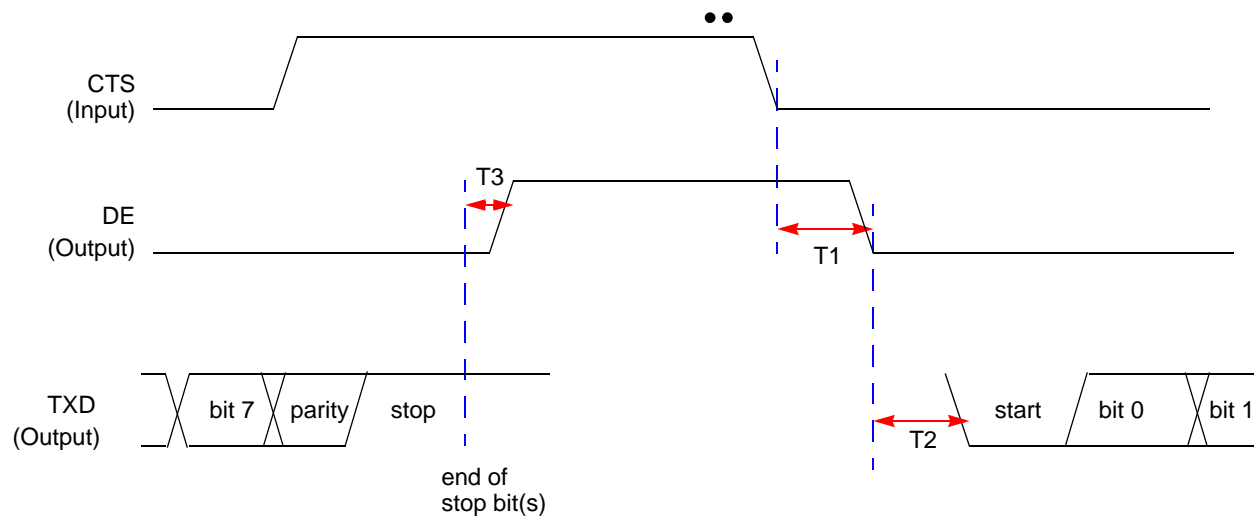 CTS
(Input)
T3
DE
(Output)
T1
TXD
(Output)
bit 7
parity
stop
start
bit 0
bit 1
T2
end of
stop bit(s)